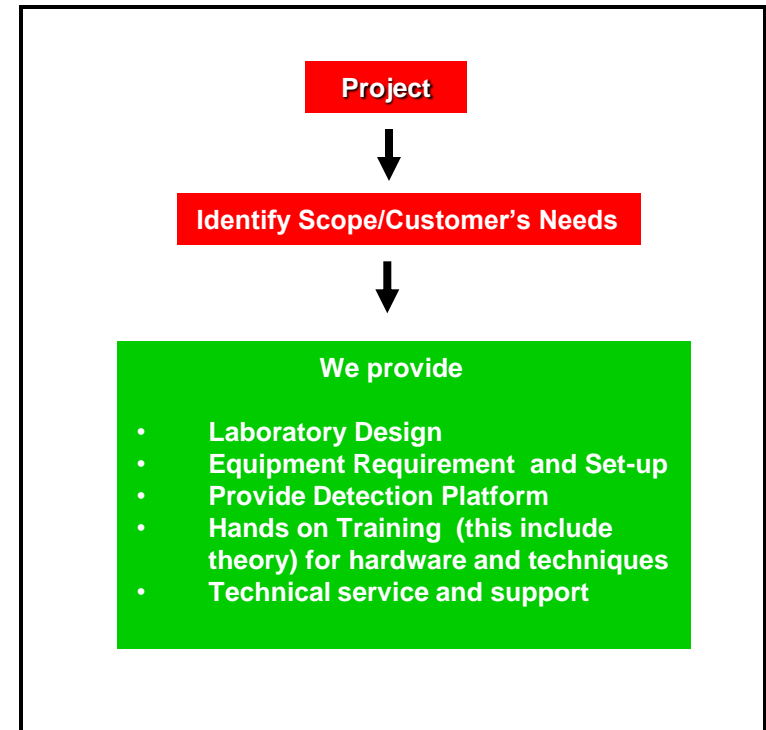 Project
Identify Scope/Customer’s Needs
We provide
• Laboratory Design
• Equipment Requirement and Set-up
• Provide Detection Platform
• Hands on Training (this include
theory) for hardware and techniques
• Technical service and support